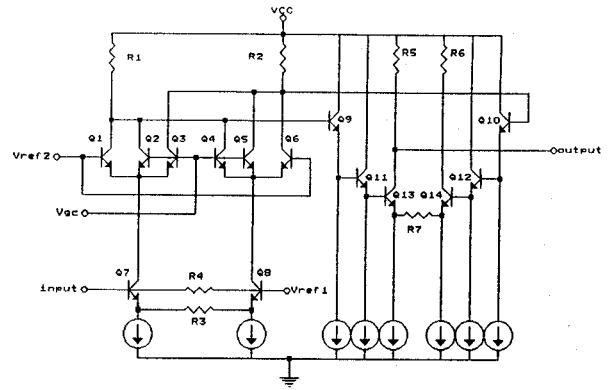 VCC
R1
R2
R5
R6
Q9
Q10
Q1
Q2
Q3
Q4
Q5
Q6
Vref2
output
Q11
Q13
Q14
Q12
Vgc
R7
Q7
R4
Q8
input
Vref1
R3